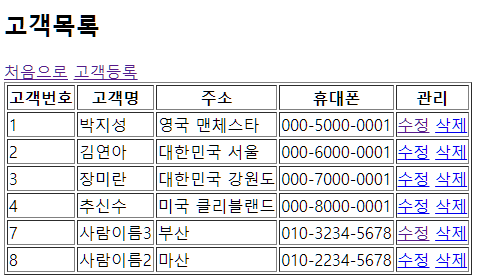 고객목록
처음으로 고객등록
고객번호 고객명 주소 휴대폰 관리
1 박지성 영국 맨체스타 000-5000-0001 수정 삭제
2 김연아 대한민국 서울 000-6000-0001 수정 삭제
3 장미란 대한민국 강원도 000-7000-0001 수정 삭제
4 추신수 미국 클리블랜드 000-8000-0001 수정 삭제
7 사람이름3 부산 010-3234-5678 수정 삭제
8 사람이름2 마산 010-2234-5678 수정 삭제